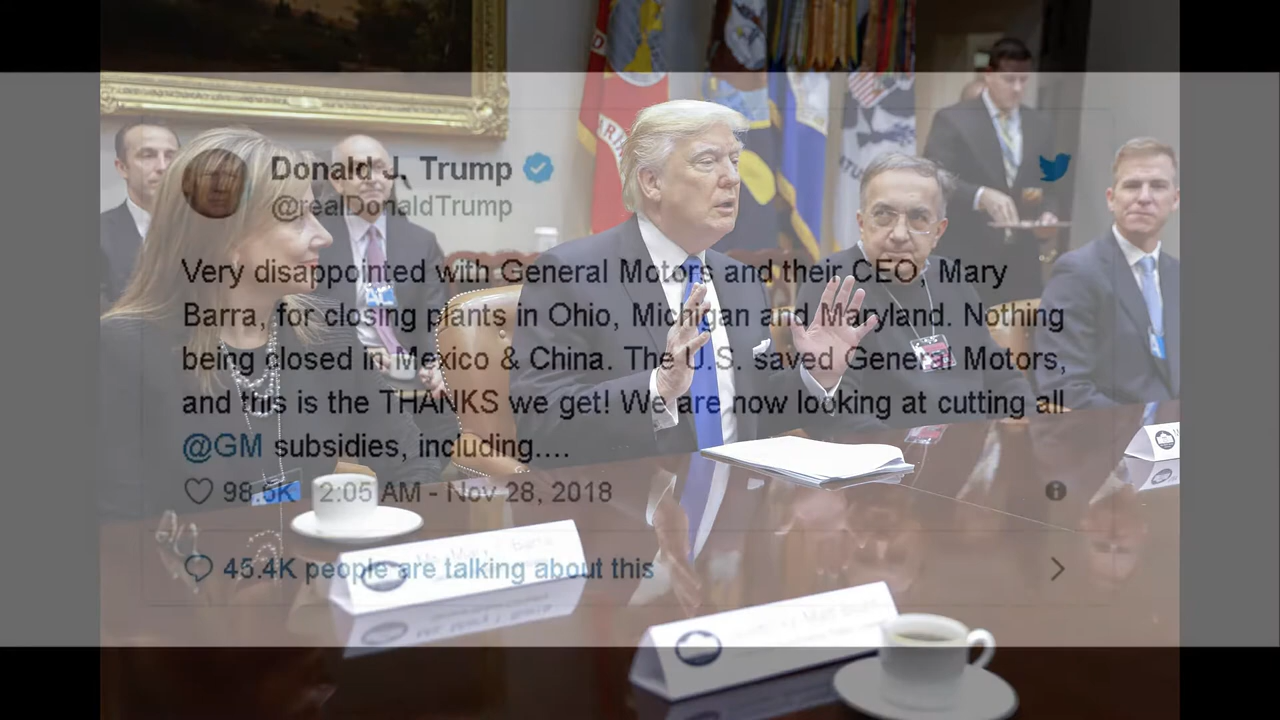 Donald J. Trump
@realDonaldTrump
Very disappointed with General Motors and their CEO, Mary
Barra, for closing plants in Ohio, Michigan and Maryland. Nothing
being closed in Mexico & China. The U.S. saved General Motors,
and this is the THANKS we get! We are now looking at cutting all
@GM subsidies, including....
98.5K 2:05 AM - Nov 28, 2018
45.4K people are talking about this